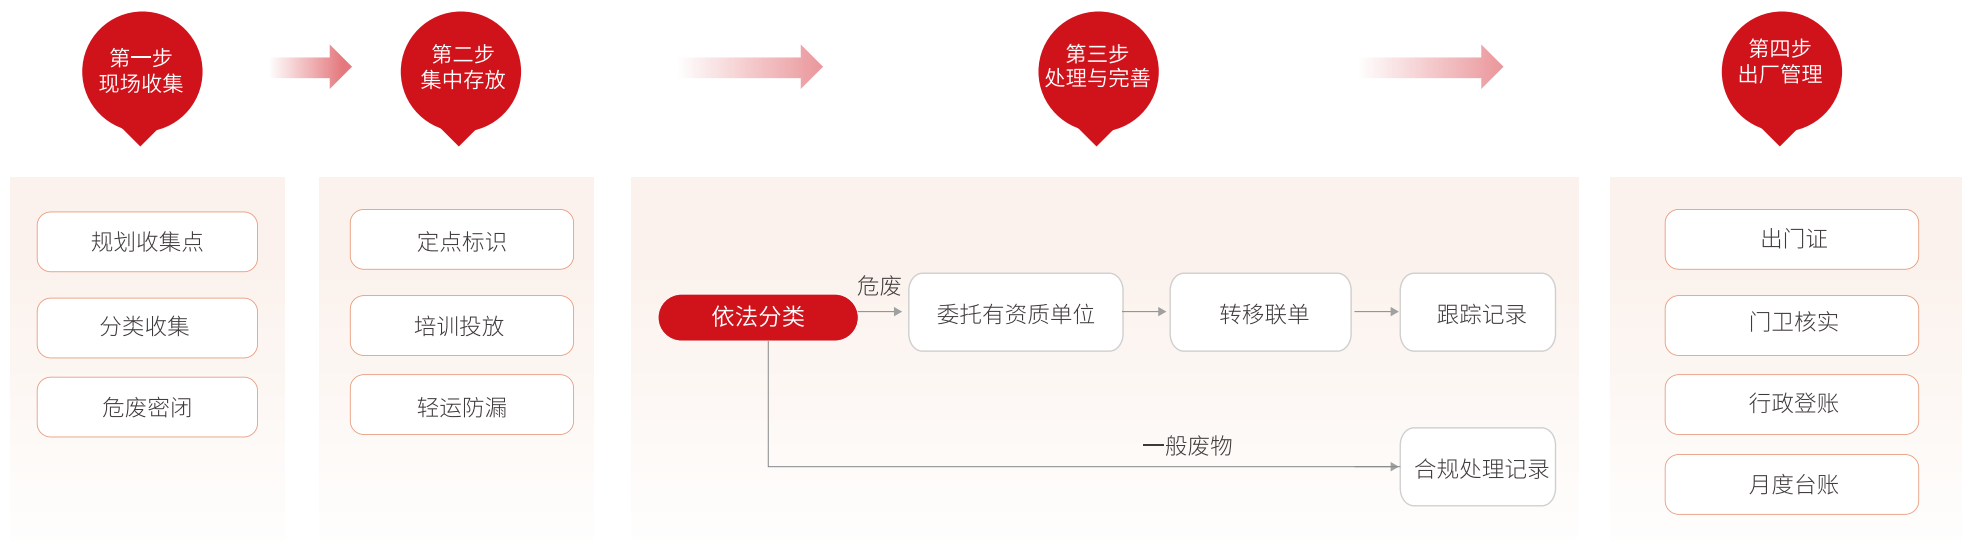 第一步
现场收集
第二步
集中存放
第三步
处理与完善
第四步
出厂管理
规划收集点
分类收集
危废密闭
定点标识
培训投放
轻运防漏
依法分类
危废
委托有资质单位
转移联单
跟踪记录
一般废物
合规处理记录
出门证
门卫核实
行政登账
月度台账